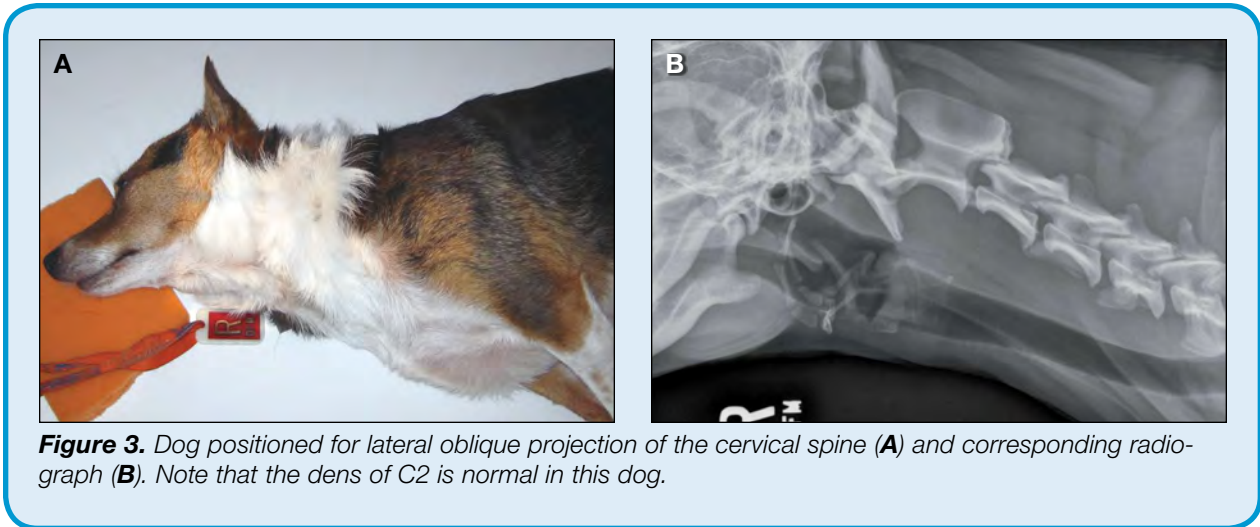 A
B
R
R
FM
Figure 3. Dog positioned for lateral oblique projection of the cervical spine (A) and corresponding radio-
graph (B). Note that the dens of C2 is normal in this dog.